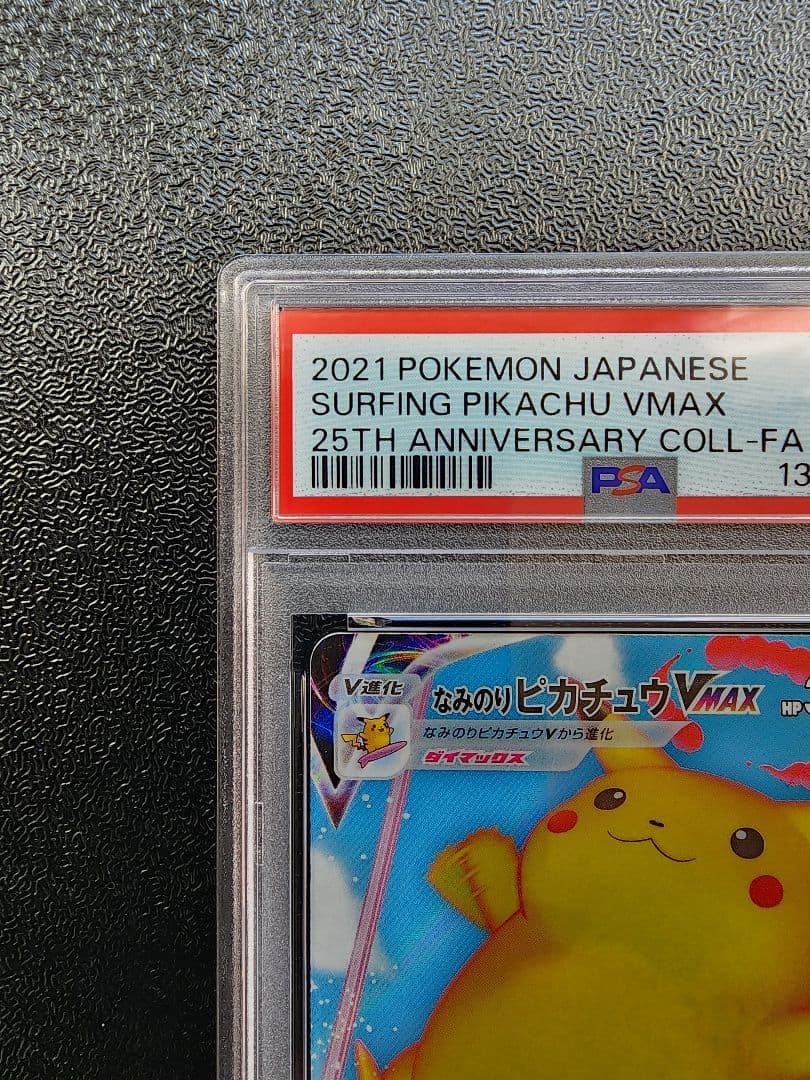 2021 POKEMON JAPANESE
SURFING PIKACHU VMAX
25TH ANNIVERSARY COLL-FA
PSA
13
V進化
なみのりピカチュウVMAX
HP
なみのりピカチュウVから進化
ダイマックス